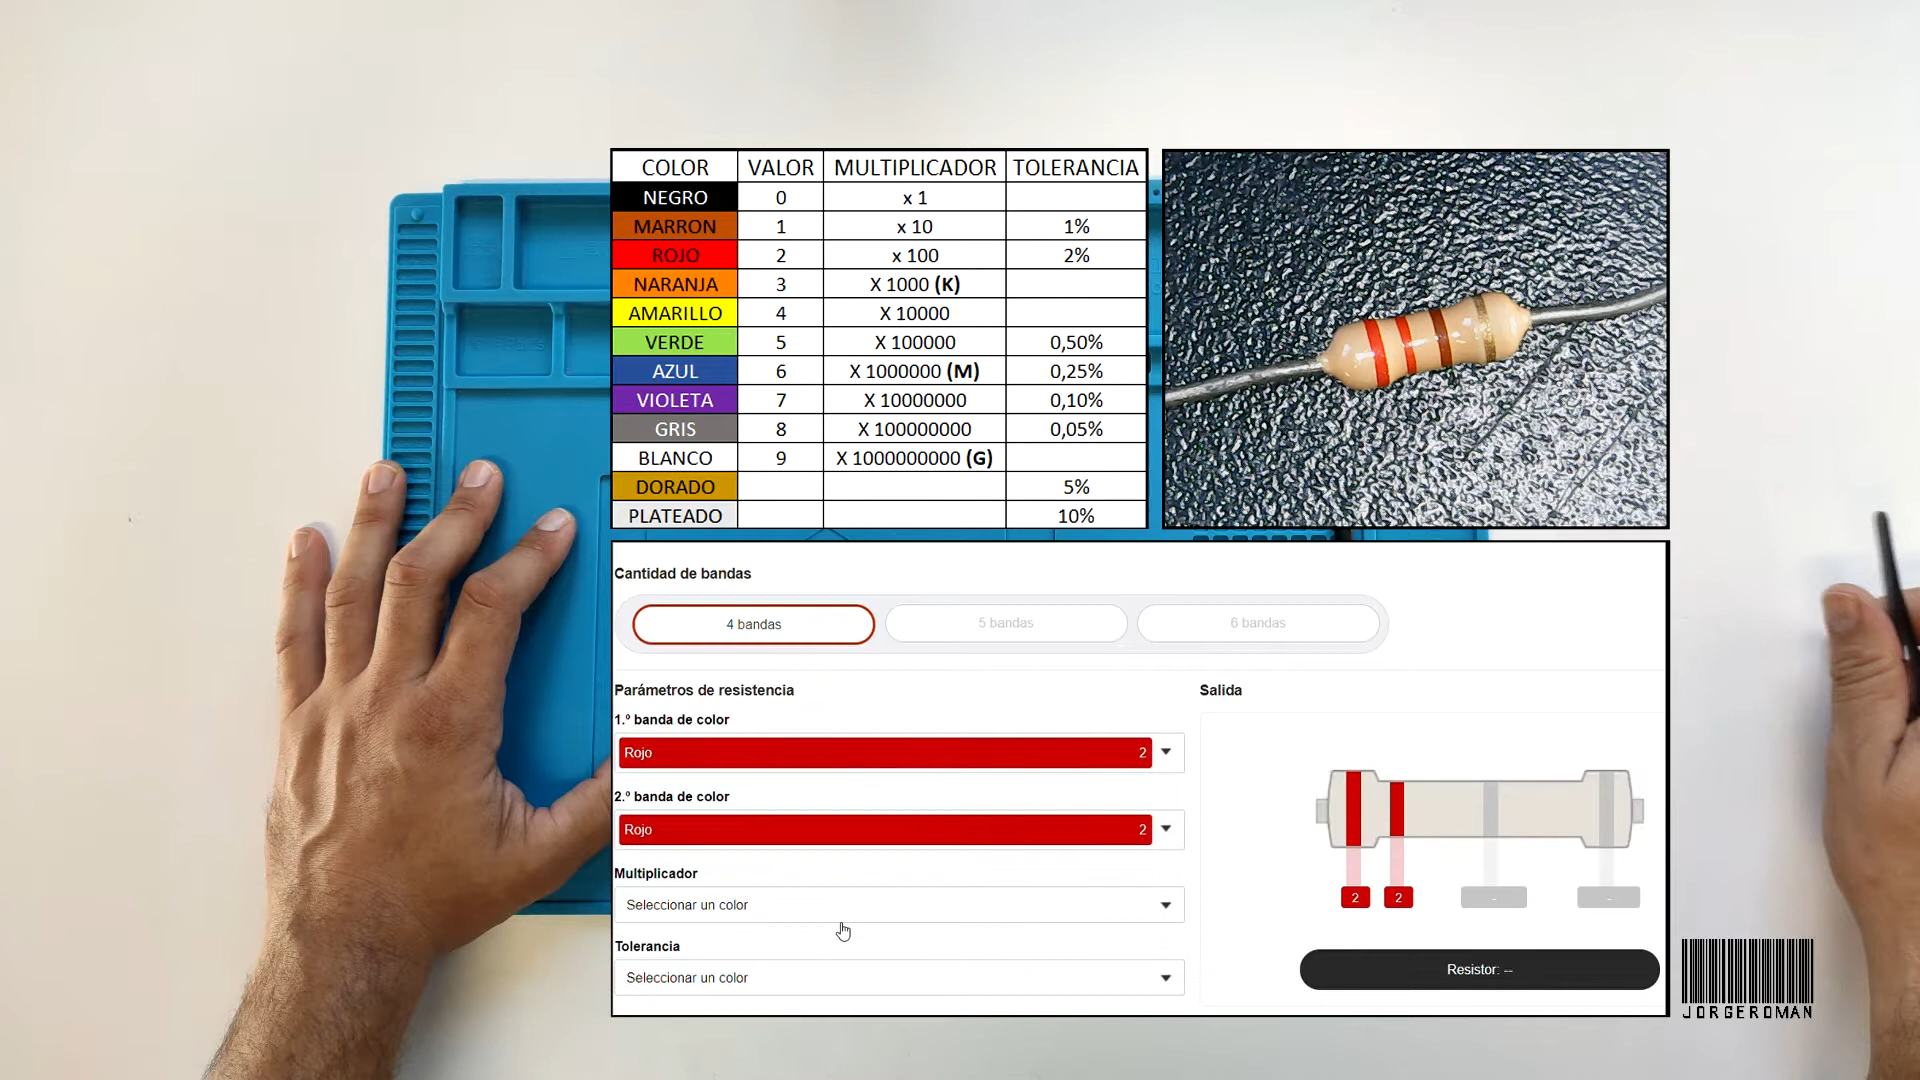 COLOR VALOR MULTIPLICADOR TOLERANCIA
NEGRO 0 x 1
MARRON 1 x 10 1%
ROJO 2 x 100 2%
NARANJA 3 X 1000 (K)
AMARILLO 4 X 10000
VERDE 5 X 100000 0,50%
AZUL 6 X 1000000 (M) 0,25%
VIOLETA 7 X 10000000 0,10%
GRIS 8 X 100000000 0,05%
BLANCO 9 X 1000000000 (G)
DORADO 5%
PLATEADO 10%
Cantidad de bandas
4 bandas 5 bandas 6 bandas
Parámetros de resistencia
1.º banda de color
Rojo 2
2.º banda de color
Rojo 2
Multiplicador
Seleccionar un color
Tolerancia
Seleccionar un color
Salida
2 2 - -
Resistor: --
JORGEROMAN